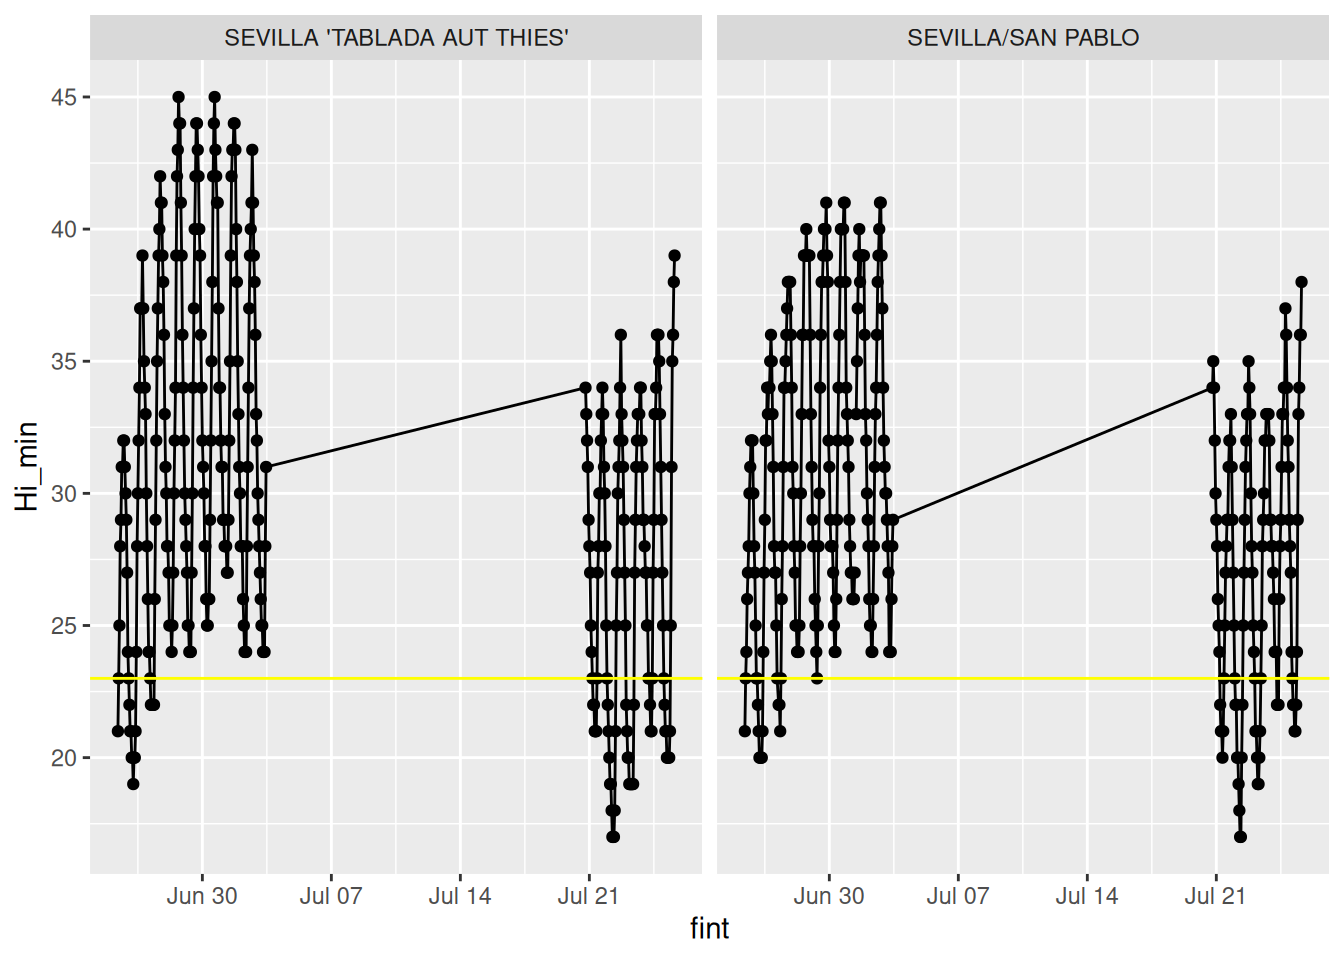 SEVILLA 'TABLADA AUT THIES'
SEVILLA/SAN PABLO
45
40
35
30
25
20
Hi_min
Jun 30
Jul 07
Jul 14
Jul 21
Jun 30
Jul 07
Jul 14
Jul 21
fint